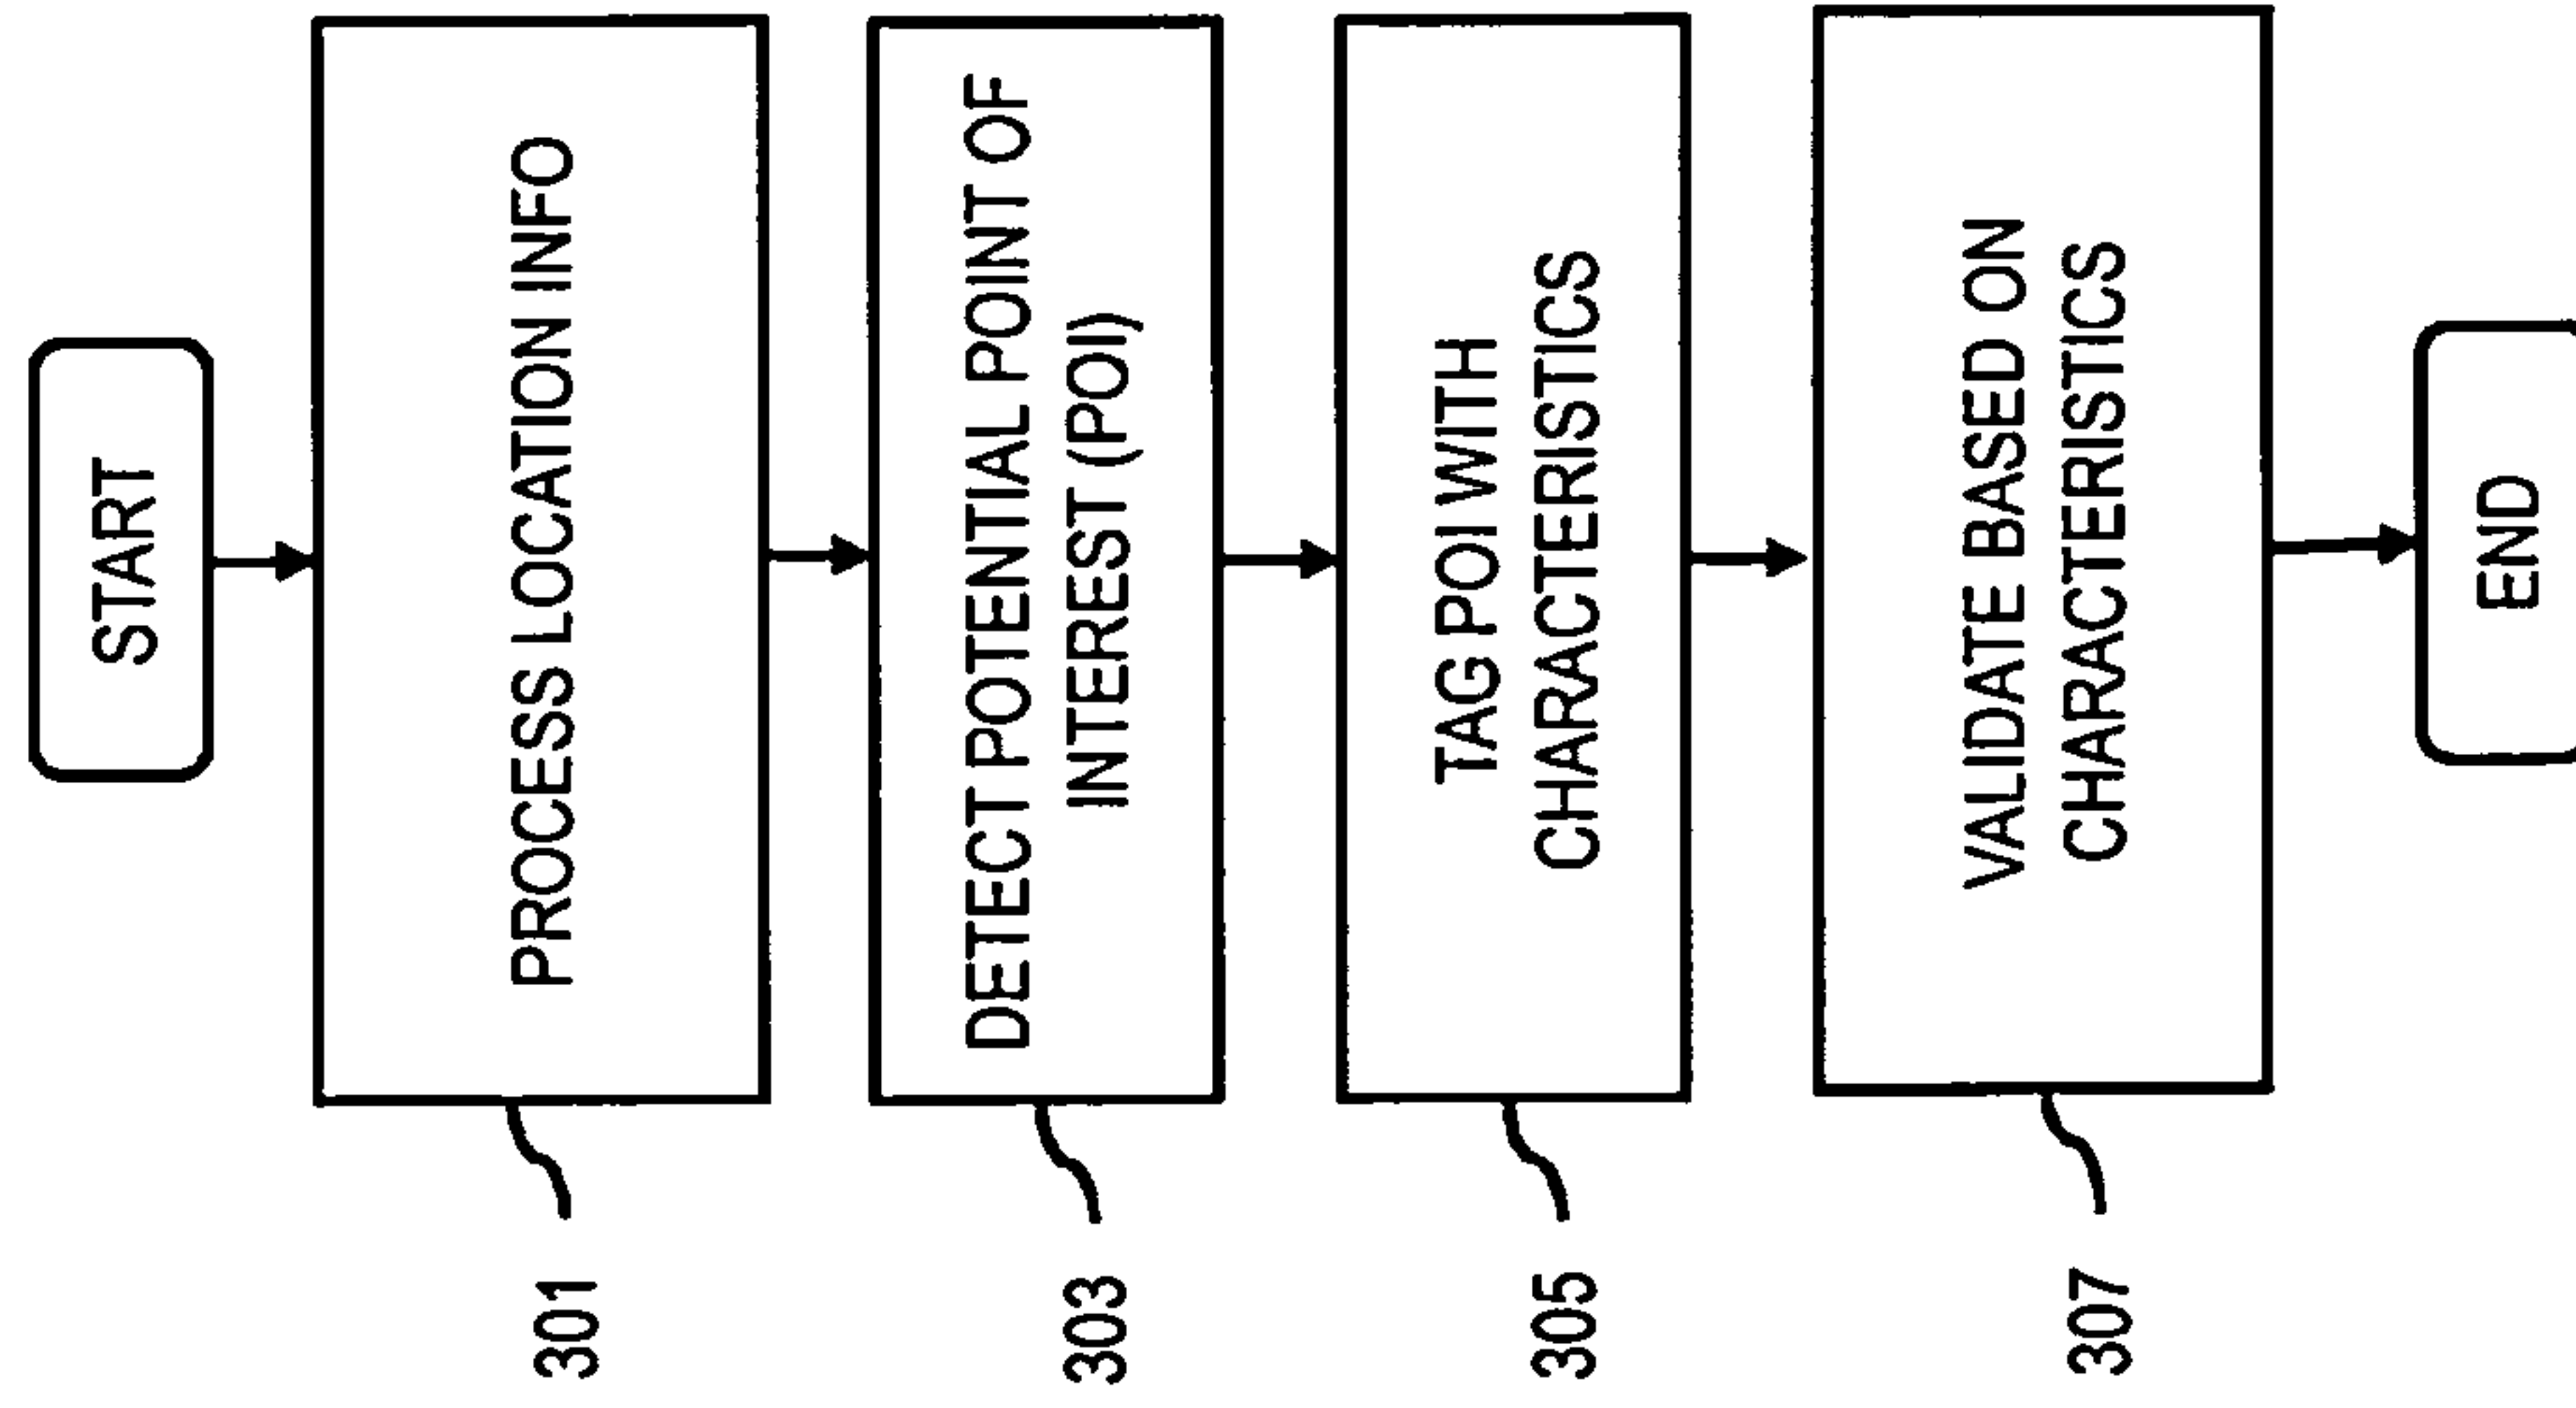 START
PROCESS LOCATION INFO
301
DETECT POTENTIAL POINT OF
INTEREST (POI)
303
TAG POI WITH
CHARACTERISTICS
305
VALIDATE BASED ON
CHARACTERISTICS
307
END